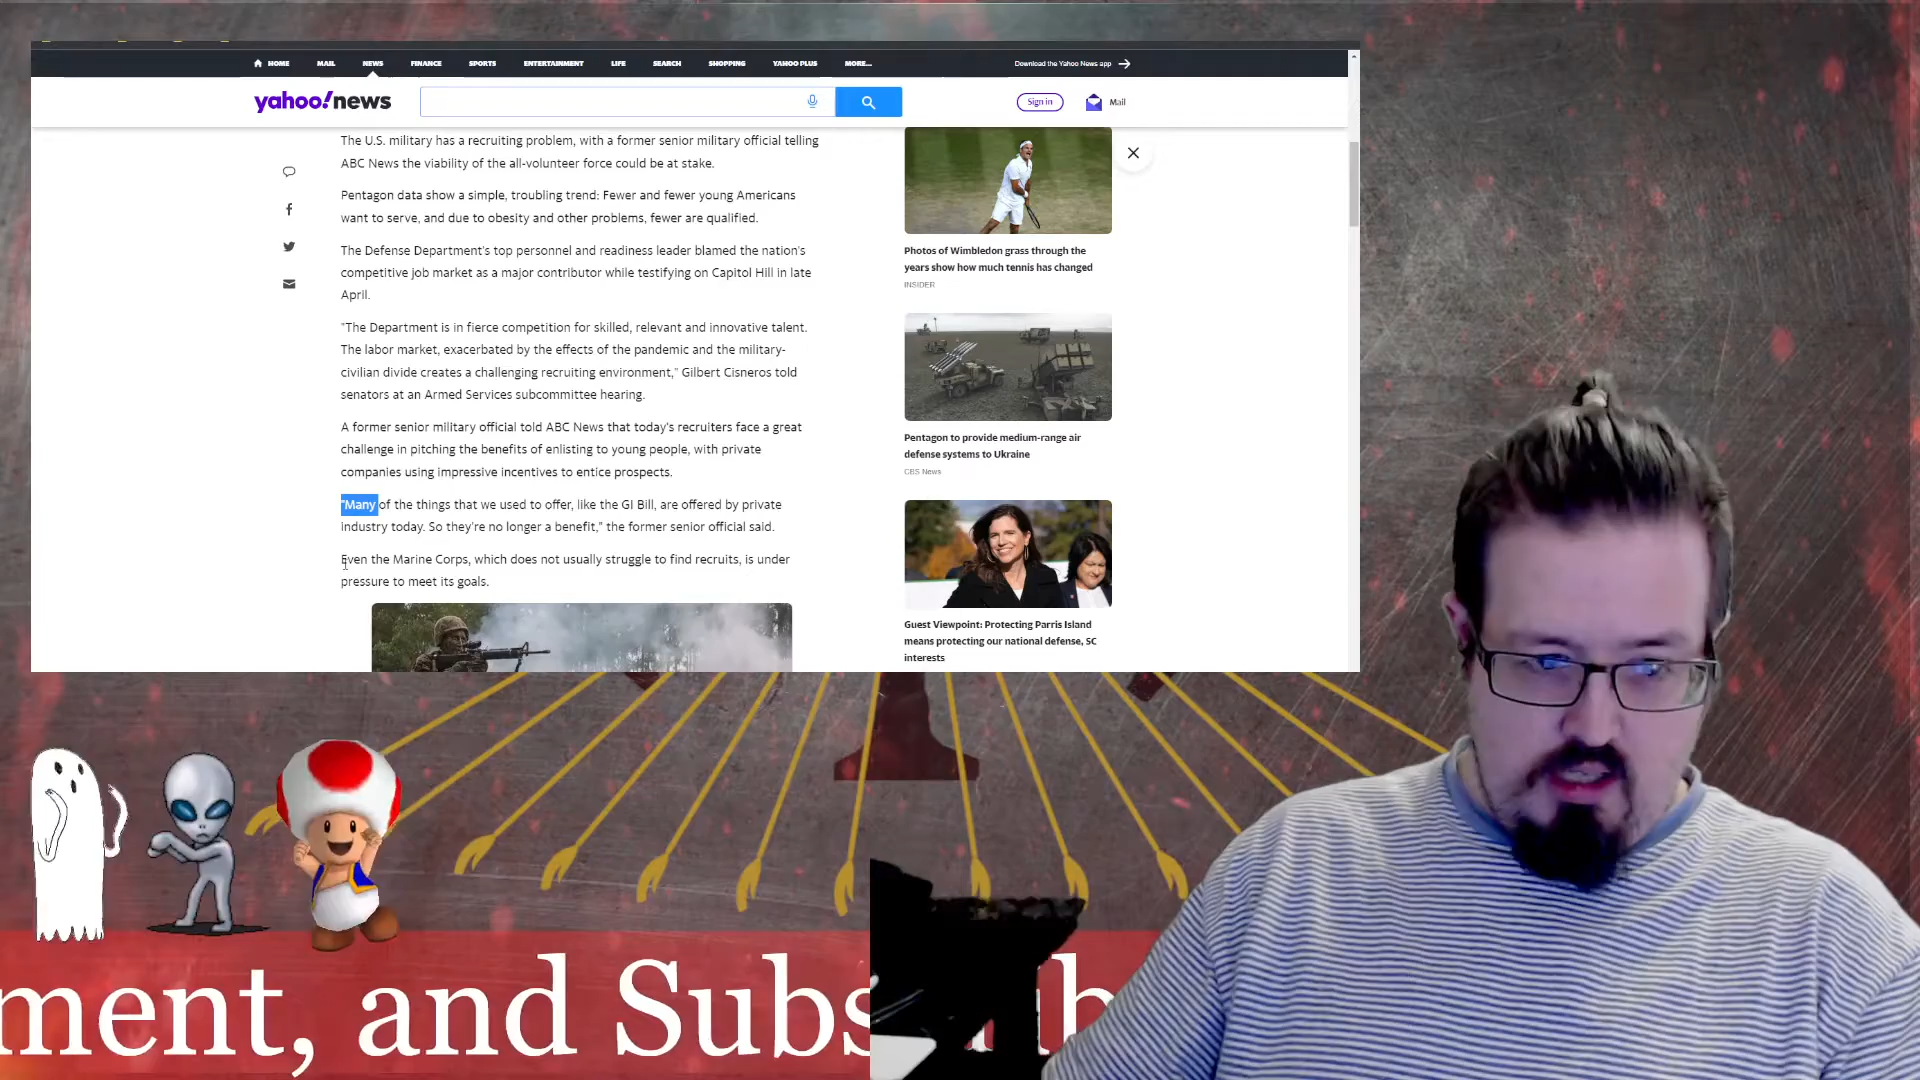 HOME MAIL NEWS FINANCE SPORTS ENTERTAINMENT LIFE SEARCH SHOPPING YAHOO PLUS MORE... Download the Yahoo News app
yahoo!news
Sign in
Mail
The U.S. military has a recruiting problem, with a former senior military official telling
ABC News the viability of the all-volunteer force could be at stake.
Pentagon data show a simple, troubling trend: Fewer and fewer young Americans
want to serve, and due to obesity and other problems, fewer are qualified.
The Defense Department's top personnel and readiness leader blamed the nation's
competitive job market as a major contributor while testifying on Capitol Hill in late
April.
"The Department is in fierce competition for skilled, relevant and innovative talent.
The labor market, exacerbated by the effects of the pandemic and the military-
civilian divide creates a challenging recruiting environment," Gilbert Cisneros told
senators at an Armed Services subcommittee hearing.
A former senior military official told ABC News that today's recruiters face a great
challenge in pitching the benefits of enlisting to young people, with private
companies using impressive incentives to entice prospects.
"Many of the things that we used to offer, like the GI Bill, are offered by private
industry today. So they're no longer a benefit," the former senior official said.
Even the Marine Corps, which does not usually struggle to find recruits, is under
pressure to meet its goals.
Photos of Wimbledon grass through the
years show how much tennis has changed
INSIDER
Pentagon to provide medium-range air
defense systems to Ukraine
CBS News
Guest Viewpoint: Protecting Parris Island
means protecting our national defense, SC
interests
ment, and Subs